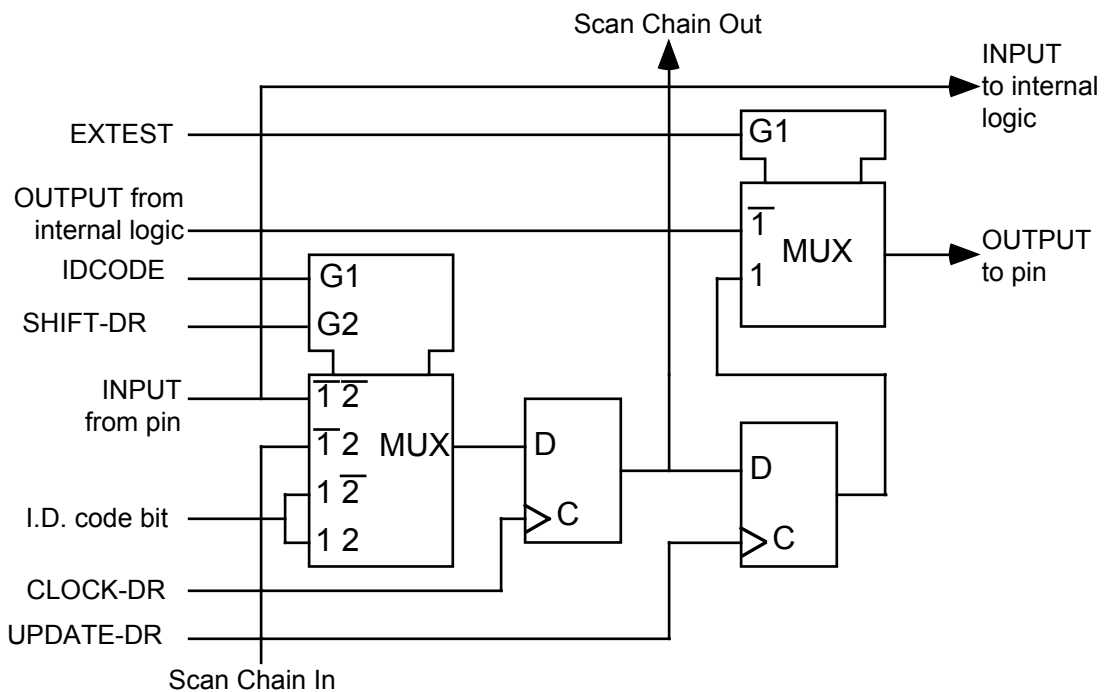 Scan Chain Out
INPUT
to internal
logic
EXTEST
G1
OUTPUT from
internal logic
1̅
MUX
1
OUTPUT
to pin
IDCODE
G1
SHIFT-DR
G2
INPUT
from pin
1̅ 2̅
1̅ 2
MUX
1 2̅
1 2
I.D. code bit
D
C
D
C
CLOCK-DR
UPDATE-DR
Scan Chain In